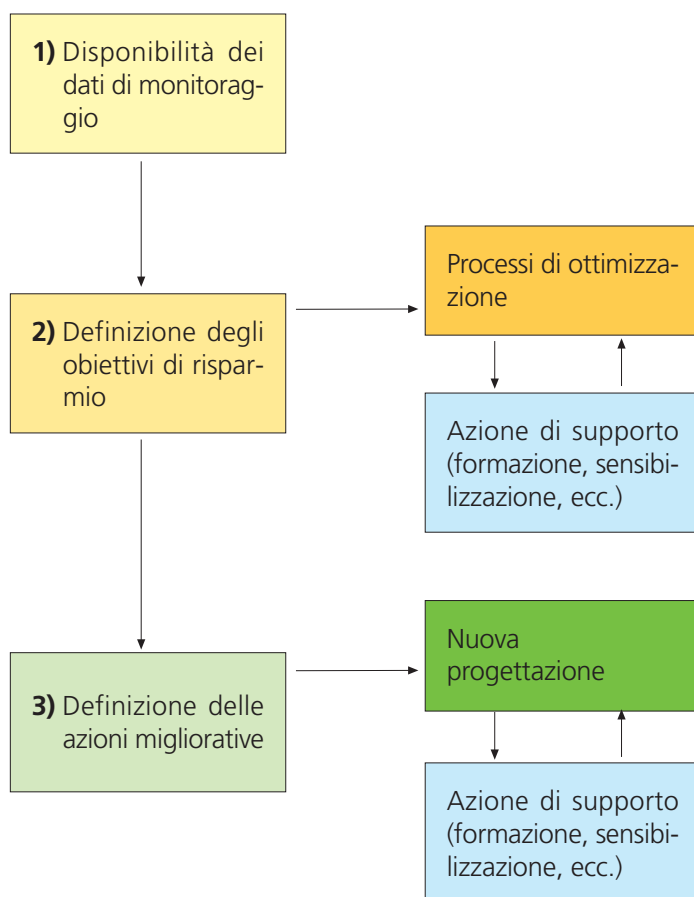 1) Disponibilità dei
dati di monitorag-
gio
Processi di ottimizza-
zione
2) Definizione degli
obiettivi di rispar-
mio
Azione di supporto
(formazione, sensibi-
lizzazione, ecc.)
Nuova
progettazione
3) Definizione delle
azioni migliorative
Azione di supporto
(formazione, sensibi-
lizzazione, ecc.)